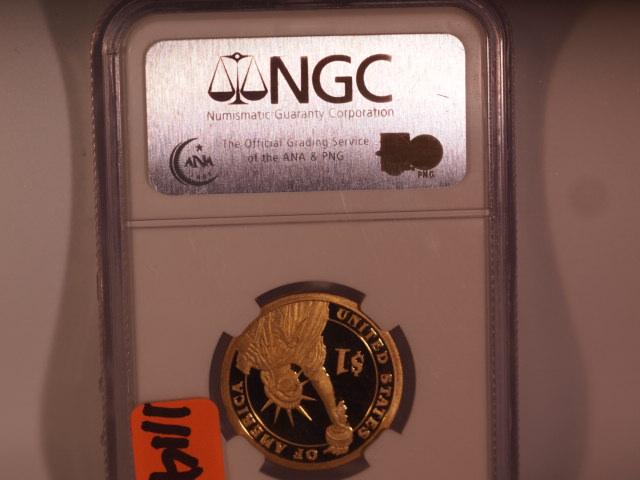 NGC
Numismatic Guaranty Corporation
The Official Grading Service
of the ANA & PNG
ANA
PNG
UNITED STATES
OF AMERICA
$1